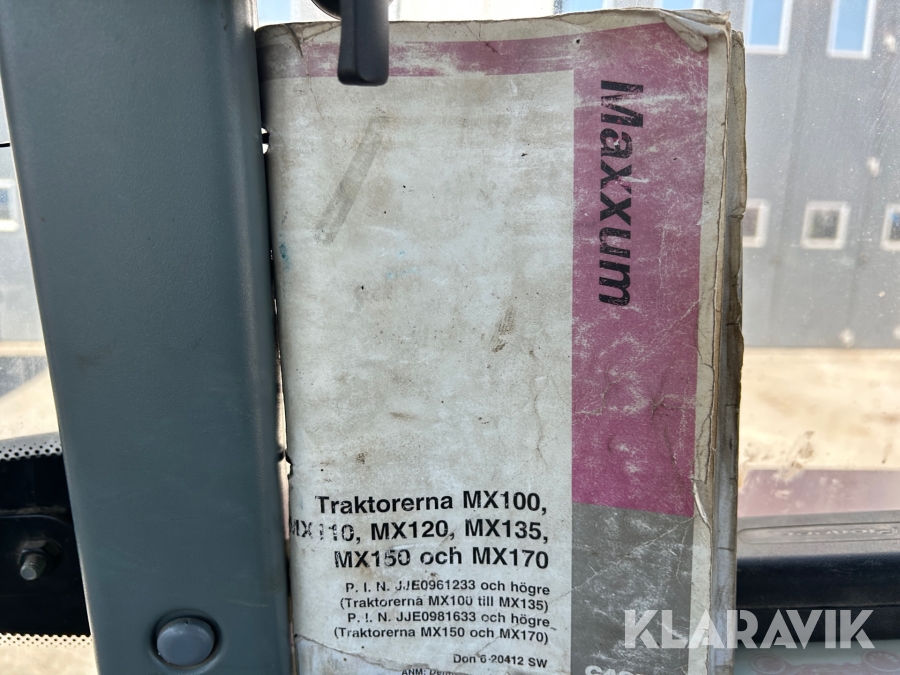 Maxxum
Traktorerna MX100,
MX110, MX120, MX135,
MX150 och MX170
P. I. N. JJE0961233 och högre
(Traktorerna MX100 till MX135)
P. I. N. JJE0981633 och högre
(Traktorerna MX150 och MX170)
Don 6-20412 SW
ANM:
KLARAVIK